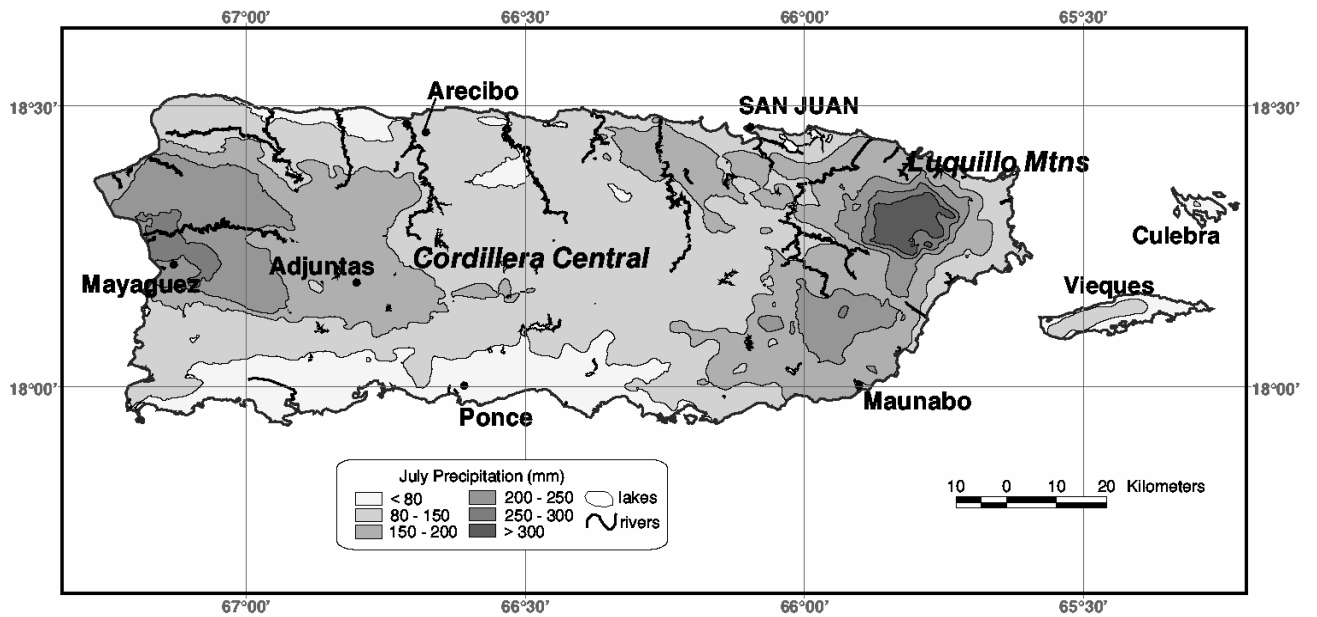 67°00' 66°30' 66°00' 65°30'
Arecibo
18°30' SAN JUAN 18°30'
Luquillo Mtns
Culebra
Cordillera Central
Adjuntas
Mayaguez Vieques
18°00' 18°00'
Maunabo
Ponce
July Precipitation (mm)
< 80 200 - 250 lakes
80 - 150 250 - 300 rivers
150 - 200 > 300
10 0 10 20 Kilometers
67°00' 66°30' 66°00' 65°30'